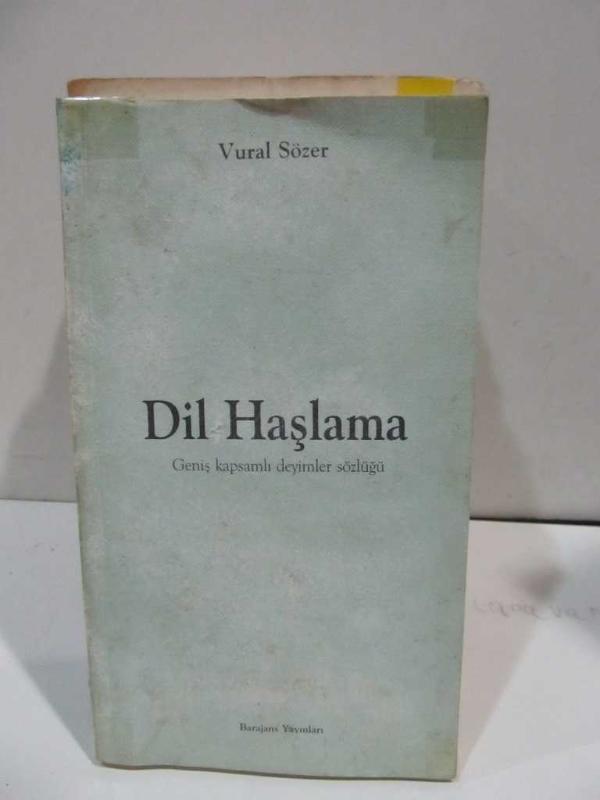 Vural Sözer
Dil Haşlama
Geniş kapsamlı deyimler sözlüğü
Barajans Yayınları